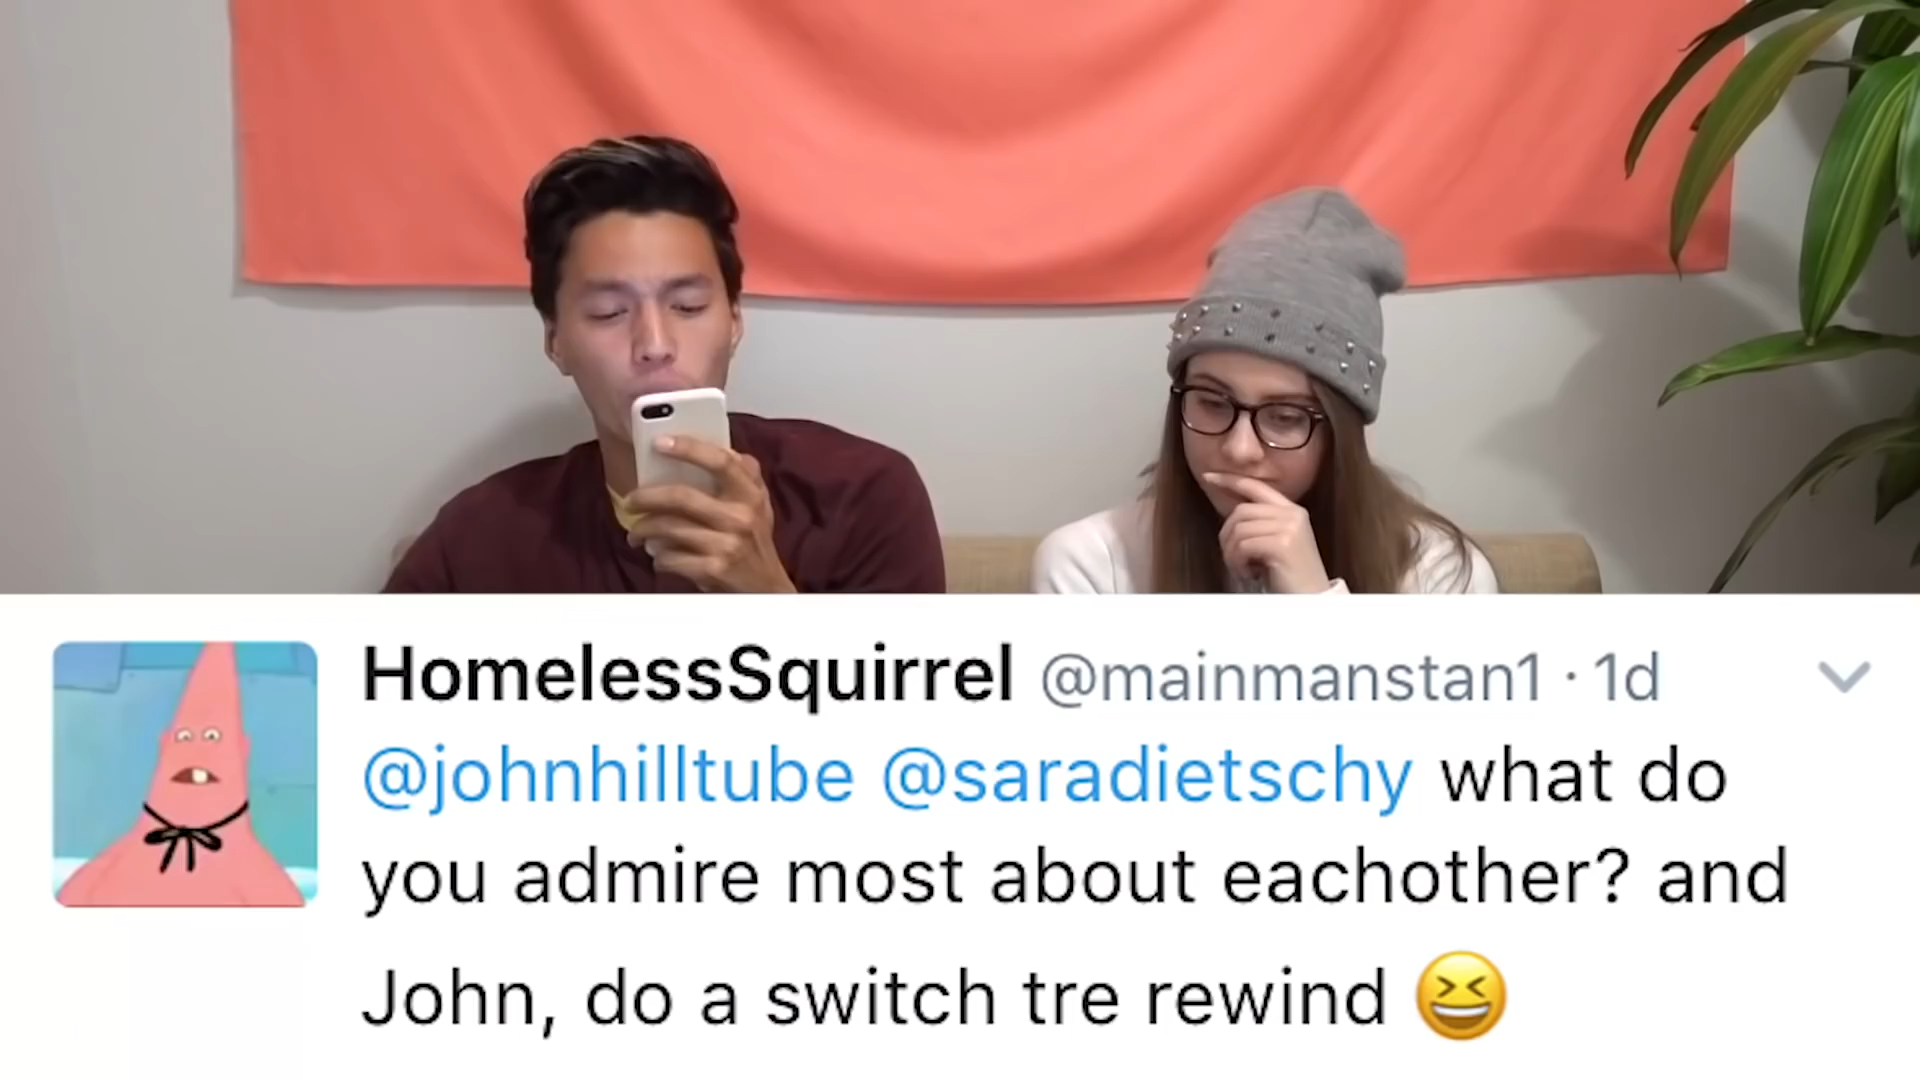 HomelessSquirrel @mainmanstan1 · 1d
@johnhilltube @saradietschy what do
you admire most about eachother? and
John, do a switch tre rewind 😆